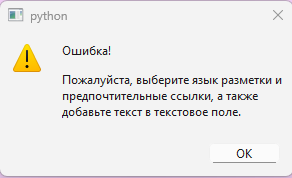 python
Ошибка!
Пожалуйста, выберите язык разметки и
предпочтительные ссылки, а также
добавьте текст в текстовое поле.
OK